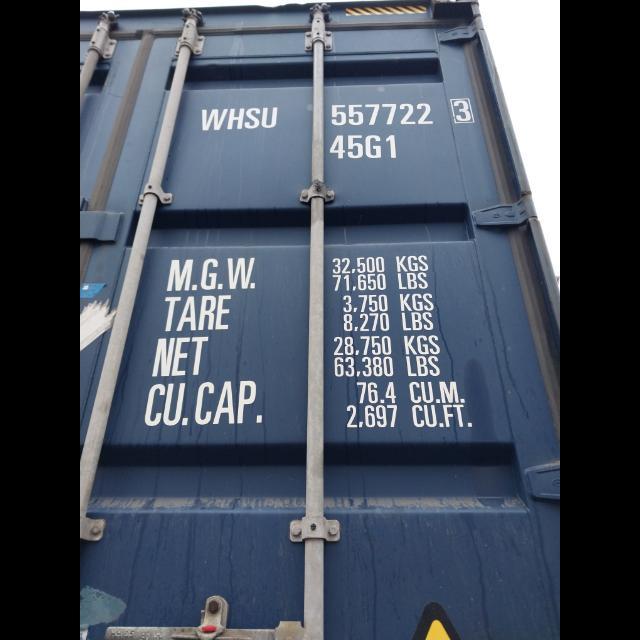 WHSU 557722 3
45G1
M.G.W. 32,500 KGS
71,650 LBS
TARE 3,750 KGS
8,270 LBS
NET 28,750 KGS
63,380 LBS
CU. CAP. 76.4 CU.M.
2,697 CU.FT.